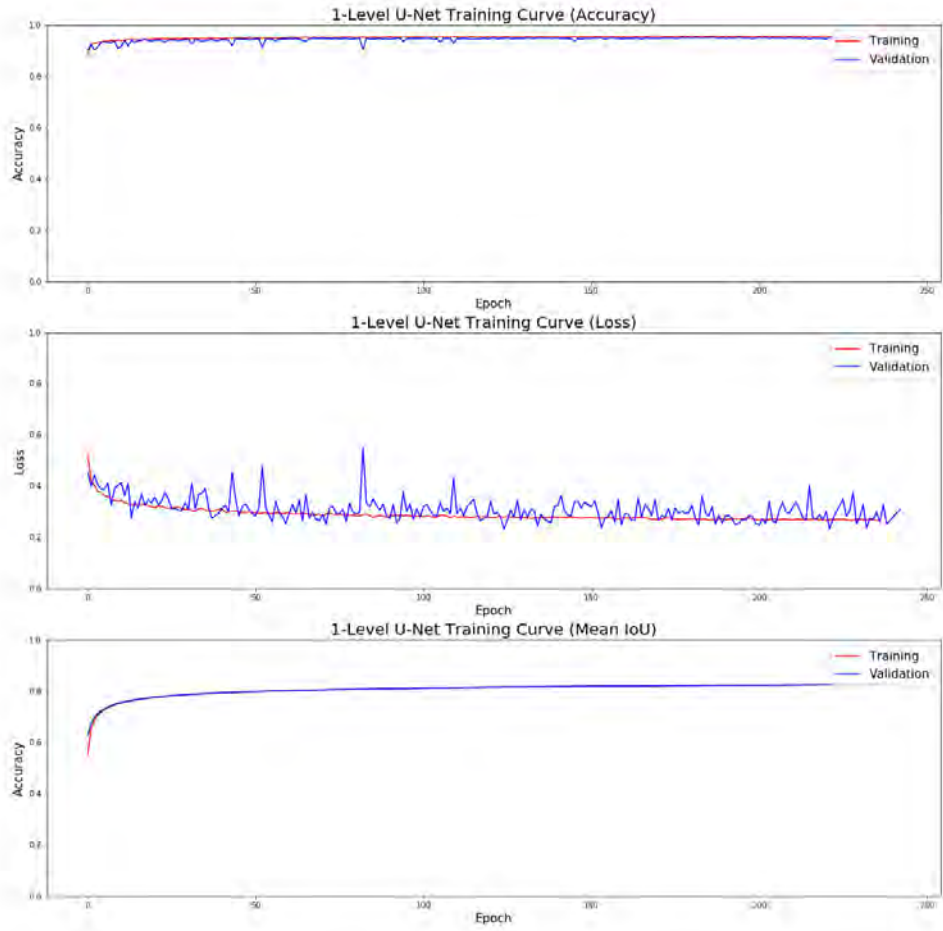 1-Level U-Net Training Curve (Accuracy)
1.0
Training
Validation
0.8
0.6
Accuracy
0.4
0.2
0.0
0 50 100 150 200 250
Epoch
1-Level U-Net Training Curve (Loss)
1.0
Training
Validation
0.8
0.6
Loss
0.4
0.2
0.0
0 50 100 150 200 250
Epoch
1-Level U-Net Training Curve (Mean IoU)
1.0
Training
Validation
0.8
0.6
Accuracy
0.4
0.2
0.0
0 50 100 150 200 250
Epoch